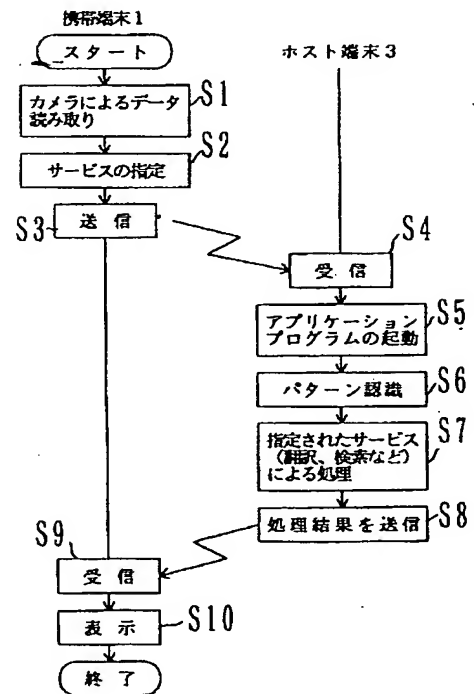 携帯端末1
スタート
ホスト端末3
カメラによるデータ
読み取り
S1
サービスの指定
S2
S3
送信
S4
受信
アプリケーション
プログラムの起動
S5
パターン認識
S6
指定されたサービス
(翻訳、検索など)
による処理
S7
処理結果を送信
S8
S9
受信
表示
S10
終了